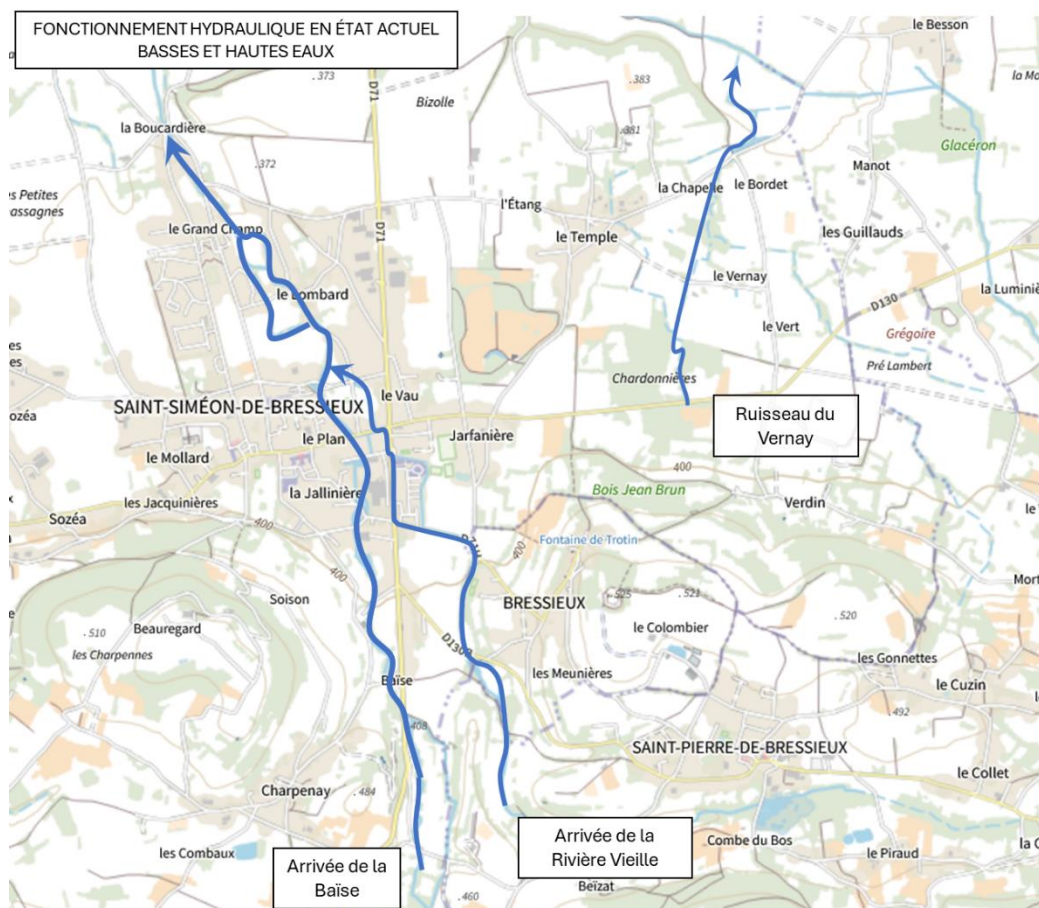 FONCTIONNEMENT HYDRAULIQUE EN ÉTAT ACTUEL
BASSES ET HAUTES EAUX
le Besson
.373
D71
Bizolle
.383
la Boucardière
.381
Glacéron
Manot
.372
la Chapelle
le Bordet
l'Étang
le Grand Champ
le Temple
les Guillauds
D71
le Vernay
le Lombard
D130
le Vert
Grégoire
Pré Lambert
Chardonnières
le Vau
SAINT-SIMÉON-DE-BRESSIEUX
Ruisseau du
Vernay
le Plan
Jarfanière
le Mollard
400
la Jallinière
Bois Jean Brun
les Jacquinières
Verdin
Sozéa
400
Fontaine de Trotin
400
400
Soison
BRESSIEUX
.525
.521
.520
Beauregard
.510
le Colombier
les Charpennes
les Gonnettes
les Meunières
Baïse
le Cuzin
.492
408
SAINT-PIERRE-DE-BRESSIEUX
le Collet
Charpenay
.484
Arrivée de la
Rivière Vieille
Combe du Bos
les Combaux
le Piraud
Arrivée de la
Baïse
Beïzat
.460